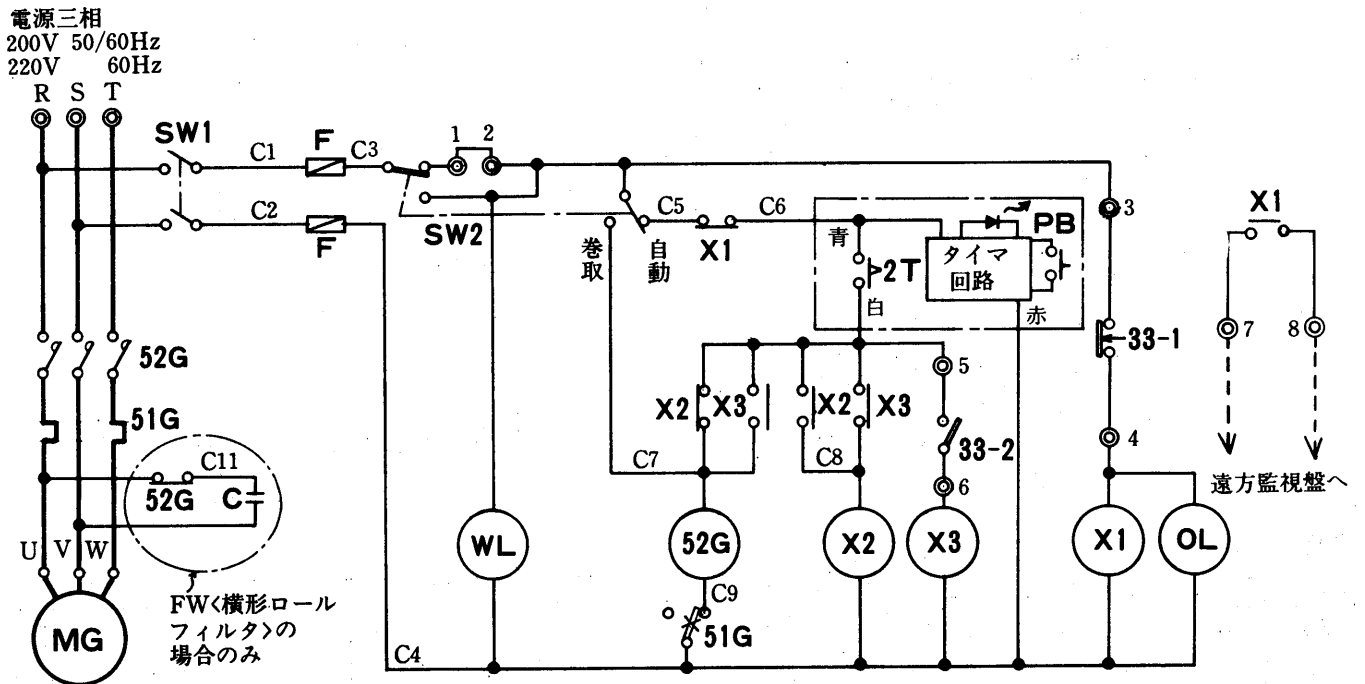 電源三相
200V 50/60Hz
220V 60Hz
R S T
SW1
C1
F
C3
1 2
C2
F
SW2
巻取
自動
C5
X1
C6
青
2T
白
タイマ
回路
PB
赤
3
33-1
4
X1
7
8
遠方監視盤へ
52G
51G
C11
52G
C
U V W
MG
FW<横形ロール
フィルタ>の
場合のみ
X2
X3
X2
X3
5
33-2
6
C7
C8
WL
52G
X2
X3
X1
OL
C9
51G
C4